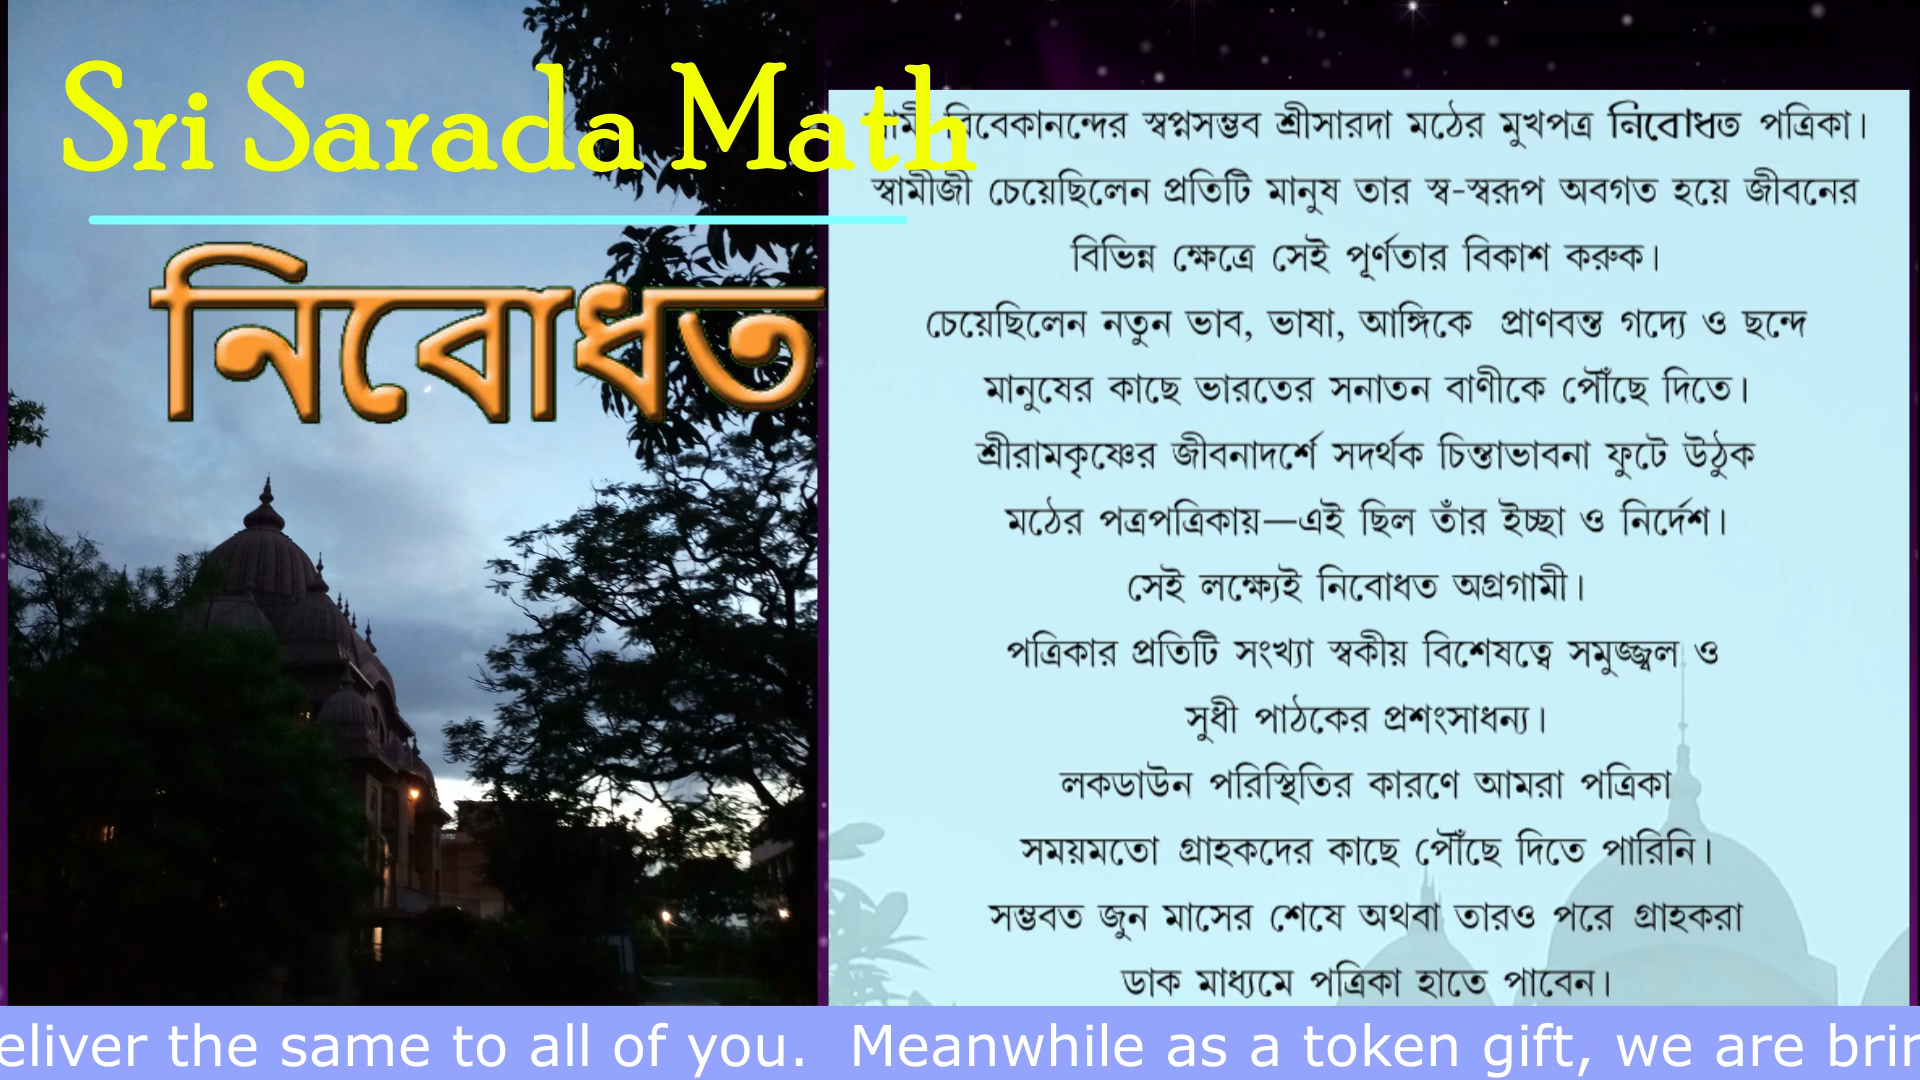 Sri Sarada Math
নিবোধত
স্বামী বিবেকানন্দের স্বপ্নসম্ভব শ্রীসারদা মঠের মুখপত্র নিবোধত পত্রিকা।
স্বামীজী চেয়েছিলেন প্রতিটি মানুষ তার স্ব-স্বরূপ অবগত হয়ে জীবনের
বিভিন্ন ক্ষেত্রে সেই পূর্ণতার বিকাশ করুক।
চেয়েছিলেন নতুন ভাব, ভাষা, আঙ্গিকে প্রাণবন্ত গদ্যে ও ছন্দে
মানুষের কাছে ভারতের সনাতন বাণীকে পৌঁছে দিতে।
শ্রীরামকৃষ্ণের জীবনাদর্শে সদর্থক চিন্তাভাবনা ফুটে উঠুক
মঠের পত্রপত্রিকায়—এই ছিল তাঁর ইচ্ছা ও নির্দেশ।
সেই লক্ষ্যেই নিবোধত অগ্রগামী।
পত্রিকার প্রতিটি সংখ্যা স্বকীয় বিশেষত্বে সমুজ্জ্বল ও
সুধী পাঠকের প্রশংসাধন্য।
লকডাউন পরিস্থিতির কারণে আমরা পত্রিকা
সময়মতো গ্রাহকদের কাছে পৌঁছে দিতে পারিনি।
সম্ভবত জুন মাসের শেষে অথবা তারও পরে গ্রাহকরা
ডাক মাধ্যমে পত্রিকা হাতে পাবেন।
eliver the same to all of you. Meanwhile as a token gift, we are brin